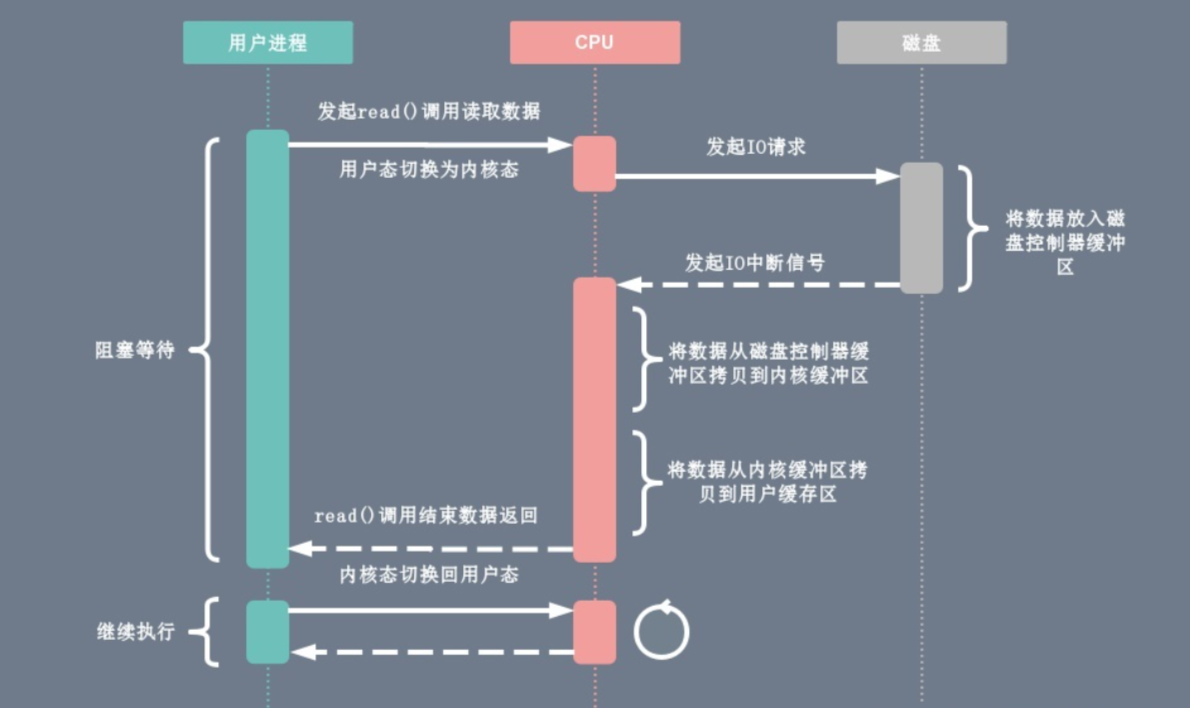 用户进程
CPU
磁盘
发起read()调用读取数据
用户态切换为内核态
发起IO请求
将数据放入磁
盘控制器缓冲
区
发起IO中断信号
阻塞等待
将数据从磁盘控制器缓
冲区拷贝到内核缓冲区
将数据从内核缓冲区拷
贝到用户缓存区
read()调用结束数据返回
内核态切换回用户态
继续执行